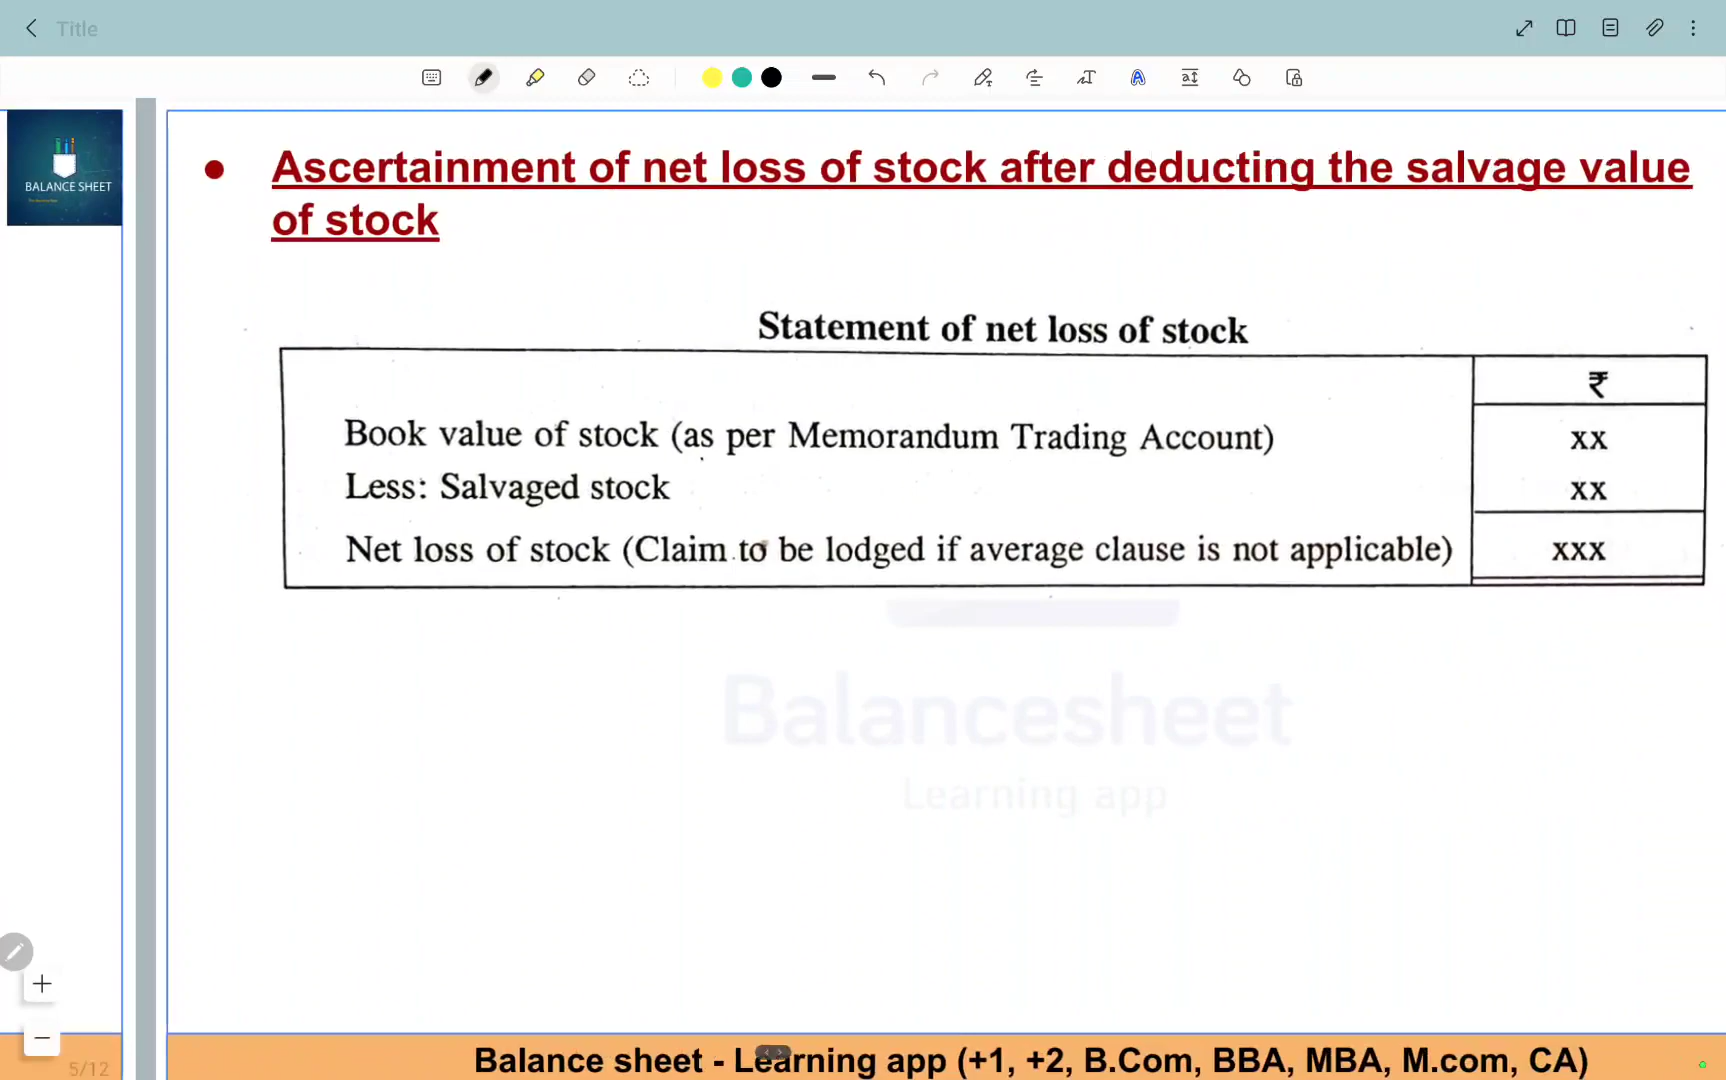 Title
BALANCE SHEET
Ascertainment of net loss of stock after deducting the salvage value
of stock
Statement of net loss of stock
₹
Book value of stock (as per Memorandum Trading Account) xx
Less: Salvaged stock xx
Net loss of stock (Claim to be lodged if average clause is not applicable) xxx
Balancesheet
Learning app
5/12
Balance sheet - Learning app (+1, +2, B.Com, BBA, MBA, M.com, CA)